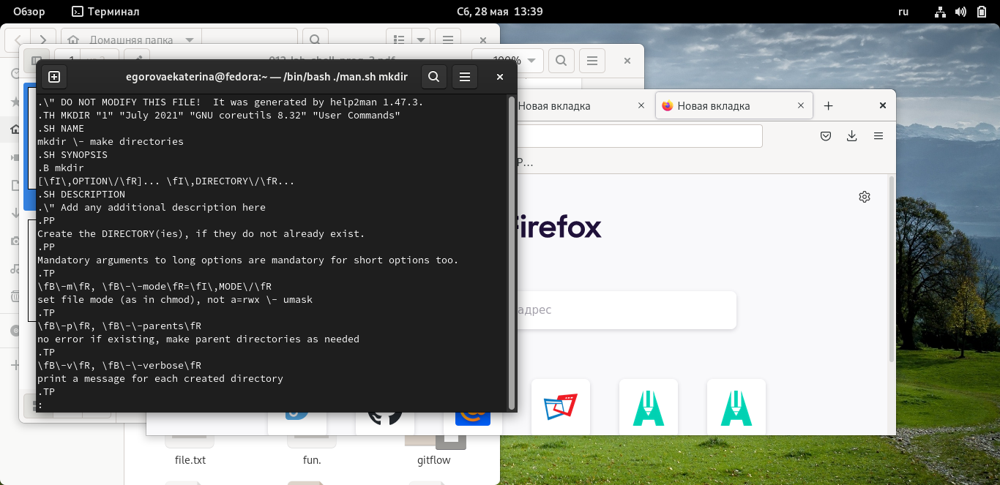 Обзор
Терминал
Сб, 28 мая 13:39
ru
Домашняя папка
100%
egorovaekaterina@fedora:~ — /bin/bash ./man.sh mkdir
.\" DO NOT MODIFY THIS FILE!  It was generated by help2man 1.47.3.
.TH MKDIR "1" "July 2021" "GNU coreutils 8.32" "User Commands"
.SH NAME
mkdir \- make directories
.SH SYNOPSIS
.B mkdir
[\fI\,OPTION\/\fR]... \fI\,DIRECTORY\/\fR...
.SH DESCRIPTION
.\" Add any additional description here
.PP
Create the DIRECTORY(ies), if they do not already exist.
.PP
Mandatory arguments to long options are mandatory for short options too.
.TP
\fB\-m\fR, \fB\-\-mode\fR=\fI\,MODE\/\fR
set file mode (as in chmod), not a=rwx \- umask
.TP
\fB\-p\fR, \fB\-\-parents\fR
no error if existing, make parent directories as needed
.TP
\fB\-v\fR, \fB\-\-verbose\fR
print a message for each created directory
.TP
:
Новая вкладка
Новая вкладка
Р...
Firefox
адрес
file.txt
fun.
gitflow